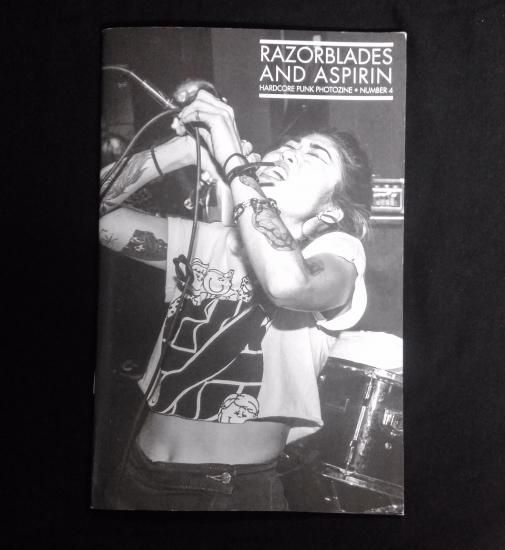 RAZORBLADES
AND ASPIRIN
HARDCORE PUNK PHOTOZINE • NUMBER 4